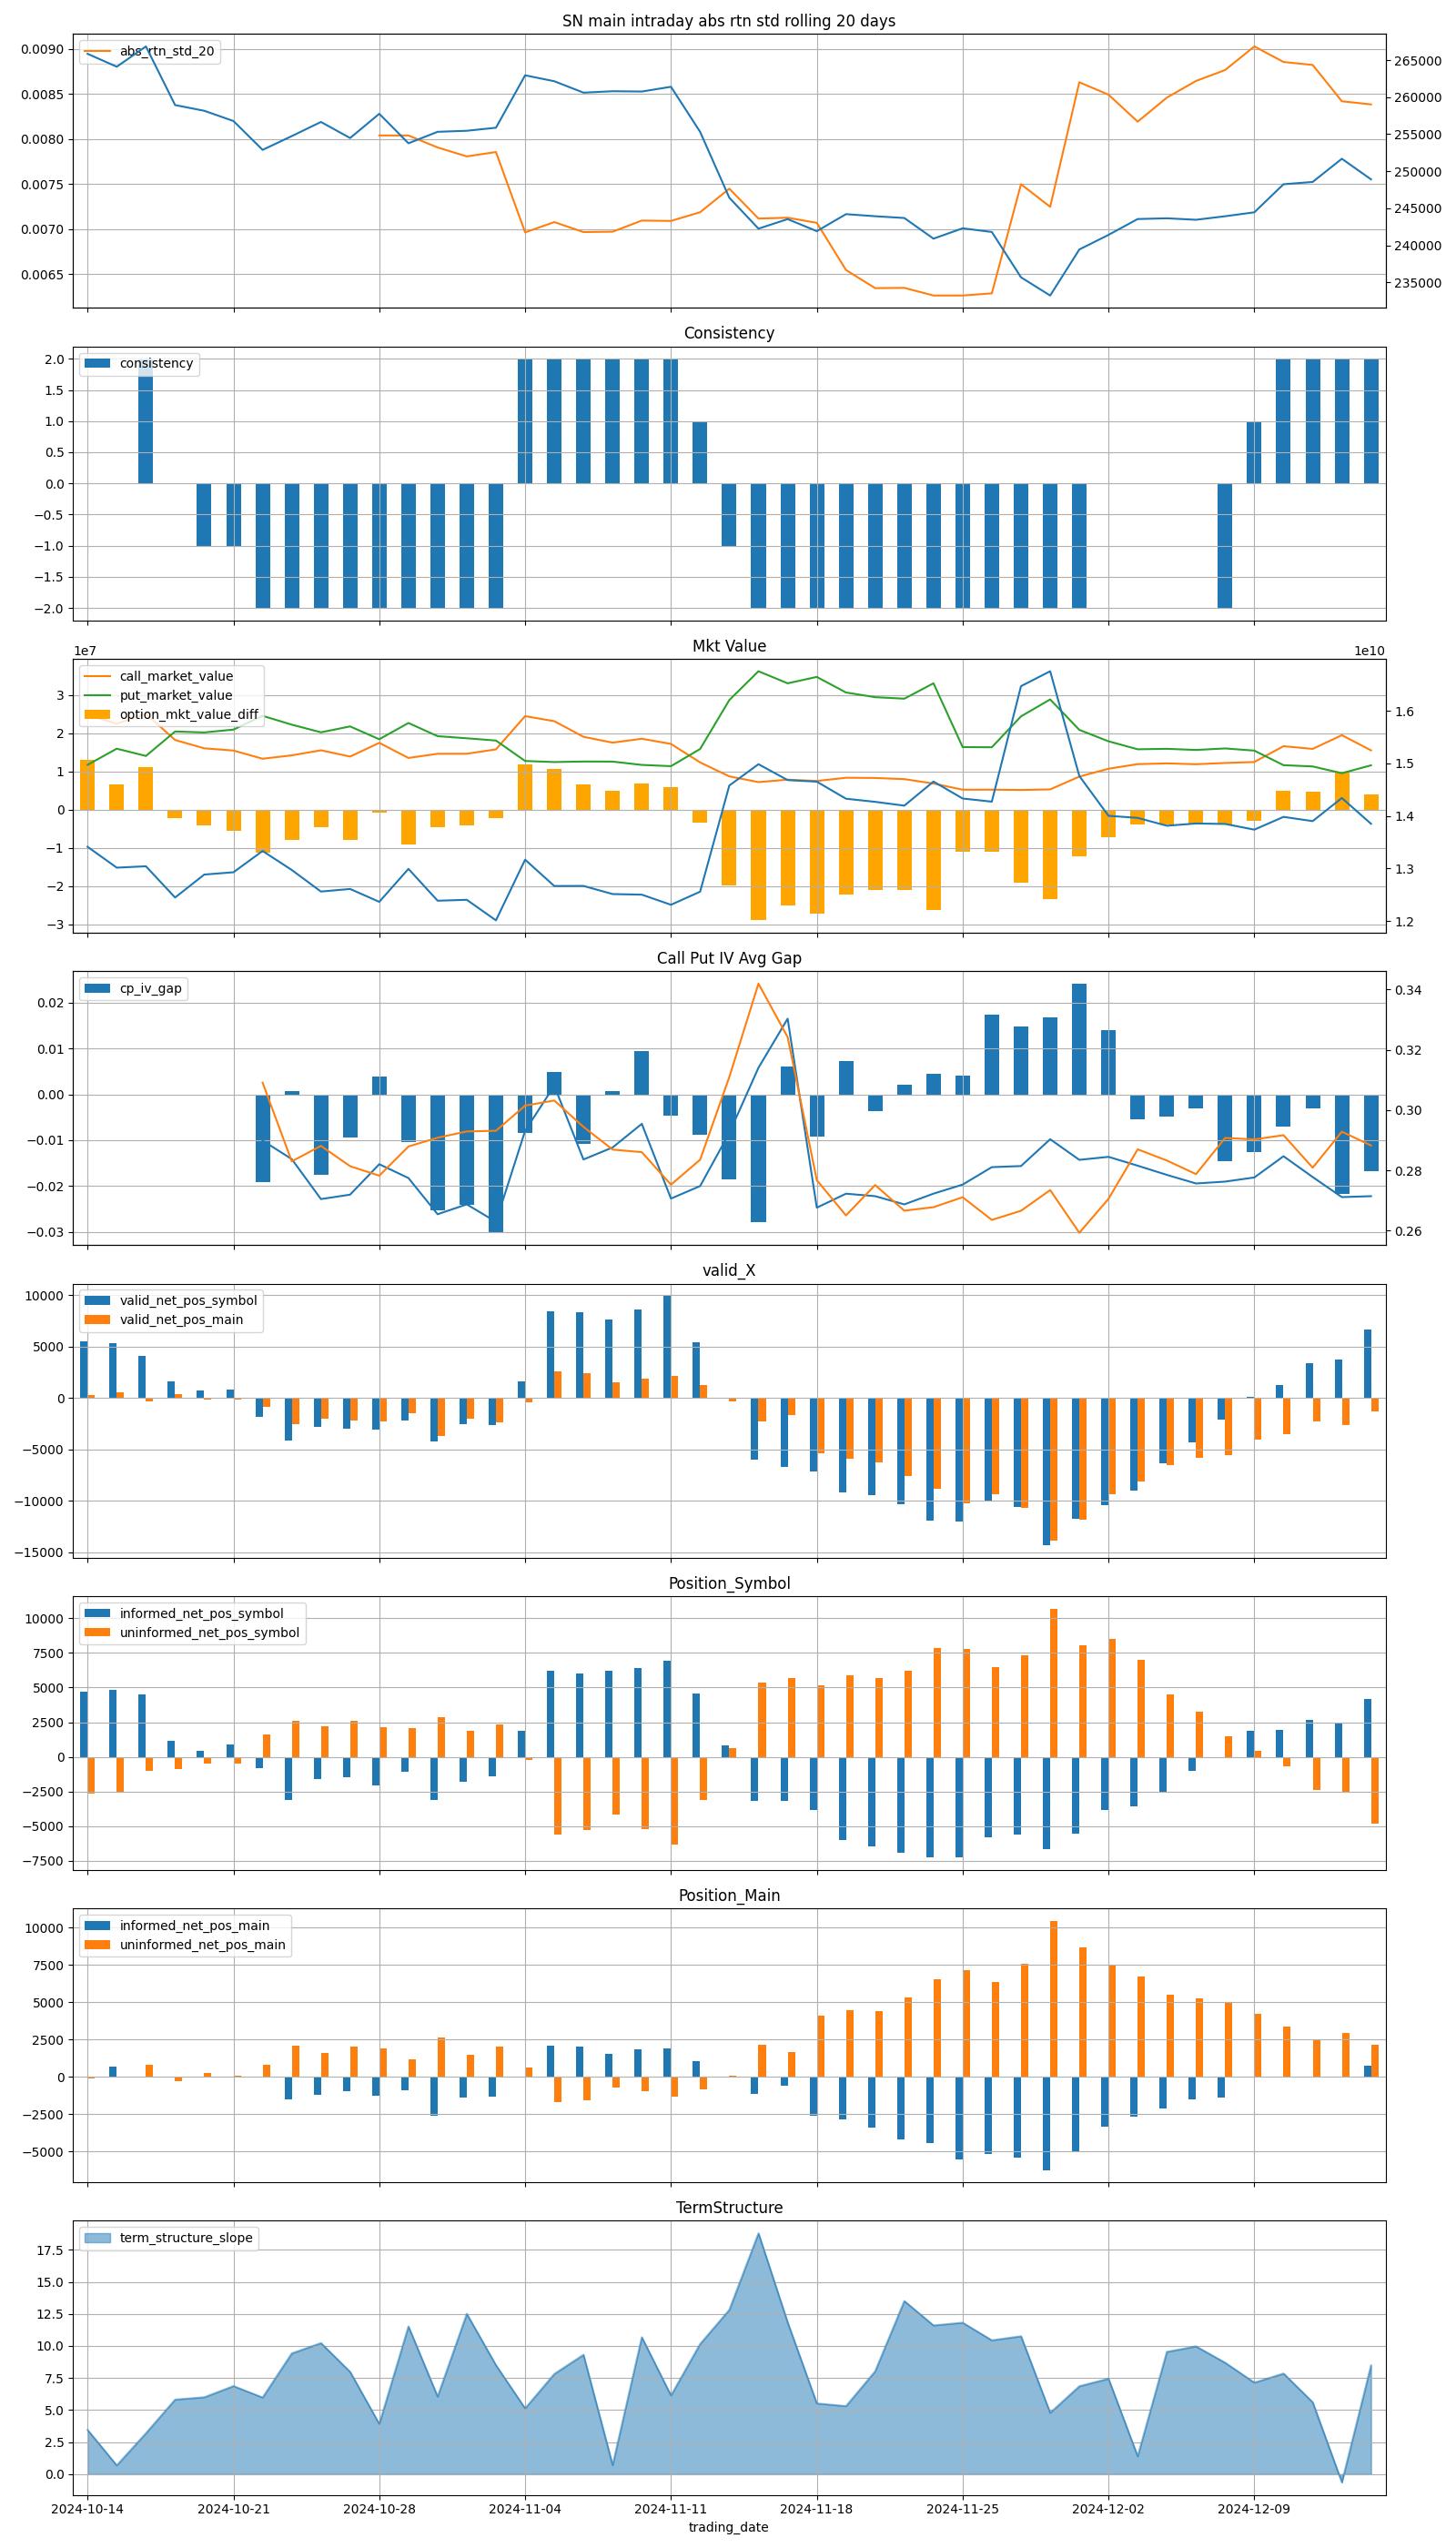 SN main intraday abs rtn std rolling 20 days
abs_rtn_std_20
0.0090
0.0085
0.0080
0.0075
0.0070
0.0065
265000
260000
255000
250000
245000
240000
235000
Consistency
consistency
2.0
1.5
1.0
0.5
0.0
−0.5
−1.0
−1.5
−2.0
Mkt Value
1e7
1e10
call_market_value
put_market_value
option_mkt_value_diff
3
2
1
0
−1
−2
−3
1.6
1.5
1.4
1.3
1.2
Call Put IV Avg Gap
cp_iv_gap
0.02
0.01
0.00
−0.01
−0.02
−0.03
0.34
0.32
0.30
0.28
0.26
valid_X
valid_net_pos_symbol
valid_net_pos_main
10000
5000
0
−5000
−10000
−15000
Position_Symbol
informed_net_pos_symbol
uninformed_net_pos_symbol
10000
7500
5000
2500
0
−2500
−5000
−7500
Position_Main
informed_net_pos_main
uninformed_net_pos_main
10000
7500
5000
2500
0
−2500
−5000
TermStructure
term_structure_slope
17.5
15.0
12.5
10.0
7.5
5.0
2.5
0.0
2024-10-14 2024-10-21 2024-10-28 2024-11-04 2024-11-11 2024-11-18 2024-11-25 2024-12-02 2024-12-09
trading_date